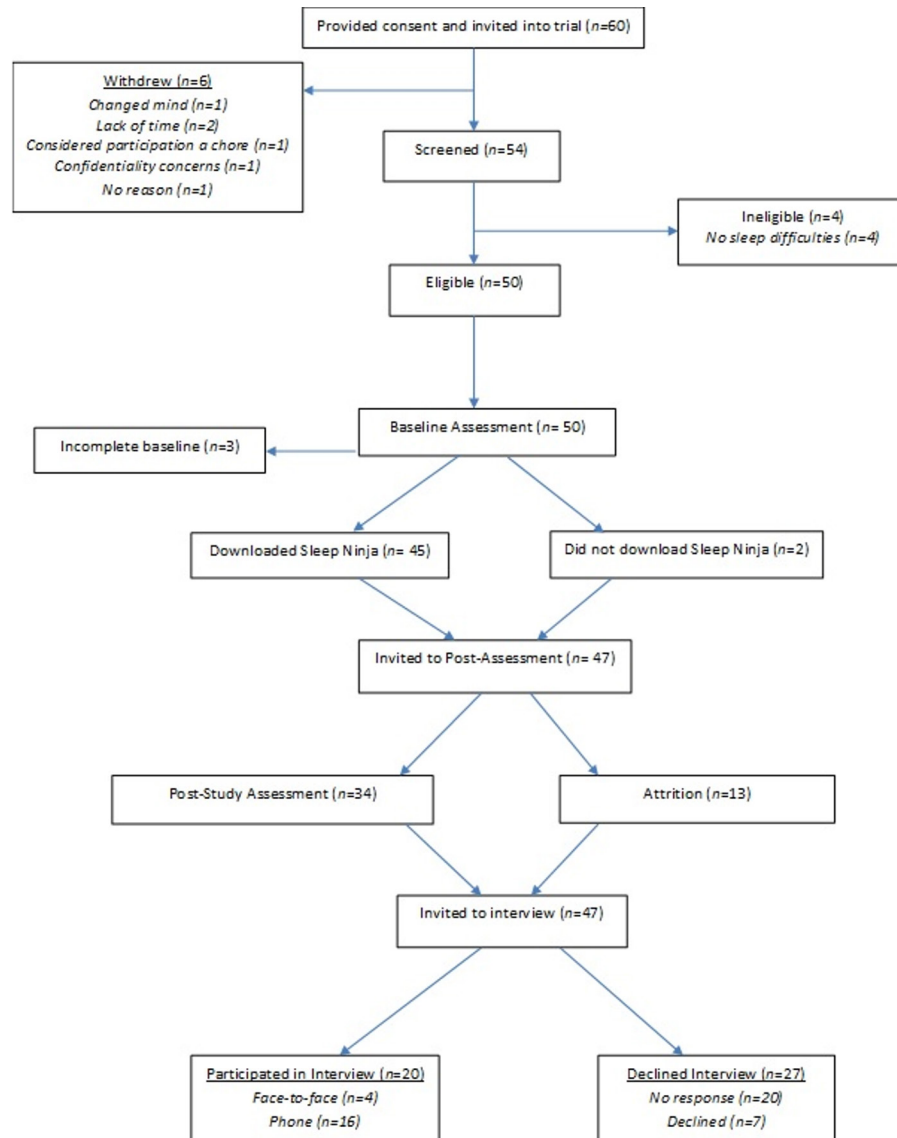 Provided consent and invited into trial (n=60)
Withdrew (n=6)
Changed mind (n=1)
Lack of time (n=2)
Considered participation a chore (n=1)
Confidentiality concerns (n=1)
No reason (n=1)
Screened (n=54)
Ineligible (n=4)
No sleep difficulties (n=4)
Eligible (n=50)
Baseline Assessment (n= 50)
Incomplete baseline (n=3)
Downloaded Sleep Ninja (n= 45)
Did not download Sleep Ninja (n=2)
Invited to Post-Assessment (n= 47)
Post-Study Assessment (n=34)
Attrition (n=13)
Invited to interview (n=47)
Participated in Interview (n=20)
Face-to-face (n=4)
Phone (n=16)
Declined Interview (n=27)
No response (n=20)
Declined (n=7)